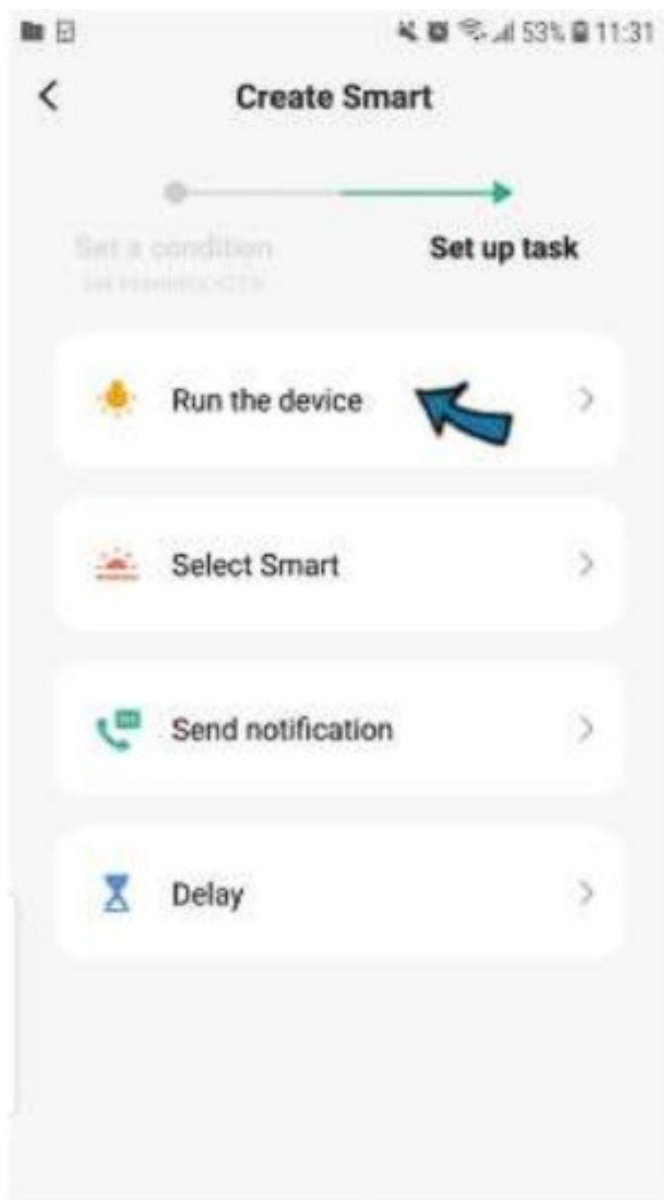 53% 11:31
Create Smart
Set a condition
Set up task
Run the device
Select Smart
Send notification
Delay